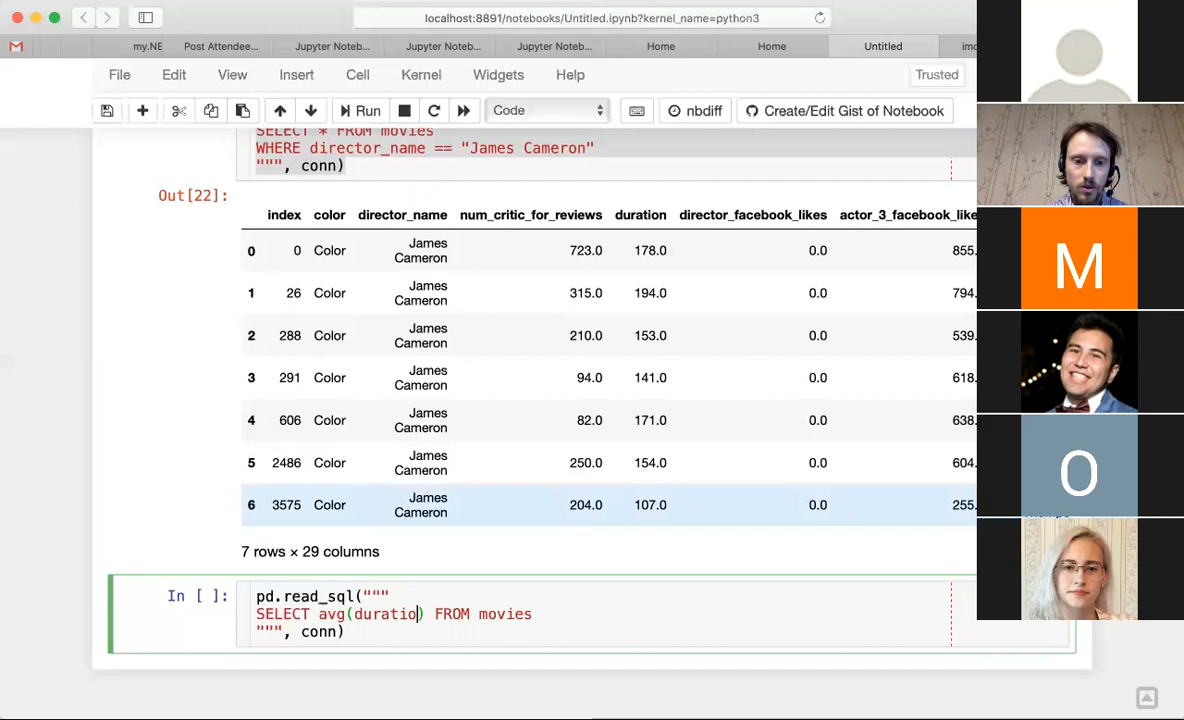 localhost:8891/notebooks/Untitled.ipynb?kernel_name=python3
my.NE Post Attendee... Jupyter Noteb... Jupyter Noteb... Jupyter Noteb... Home Home Untitled imd
File Edit View Insert Cell Kernel Widgets Help Trusted
Run Code nbdiff Create/Edit Gist of Notebook
SELECT * FROM movies
WHERE director_name == "James Cameron"
""", conn)
Out[22]:
index color director_name num_critic_for_reviews duration director_facebook_likes actor_3_facebook_like
0 0 Color James Cameron 723.0 178.0 0.0 855.
1 26 Color James Cameron 315.0 194.0 0.0 794.
2 288 Color James Cameron 210.0 153.0 0.0 539.
3 291 Color James Cameron 94.0 141.0 0.0 618.
4 606 Color James Cameron 82.0 171.0 0.0 638.
5 2486 Color James Cameron 250.0 154.0 0.0 604.
6 3575 Color James Cameron 204.0 107.0 0.0 255.
7 rows × 29 columns
In [ ]: pd.read_sql("""
SELECT avg(duratio) FROM movies
""", conn)
M
O